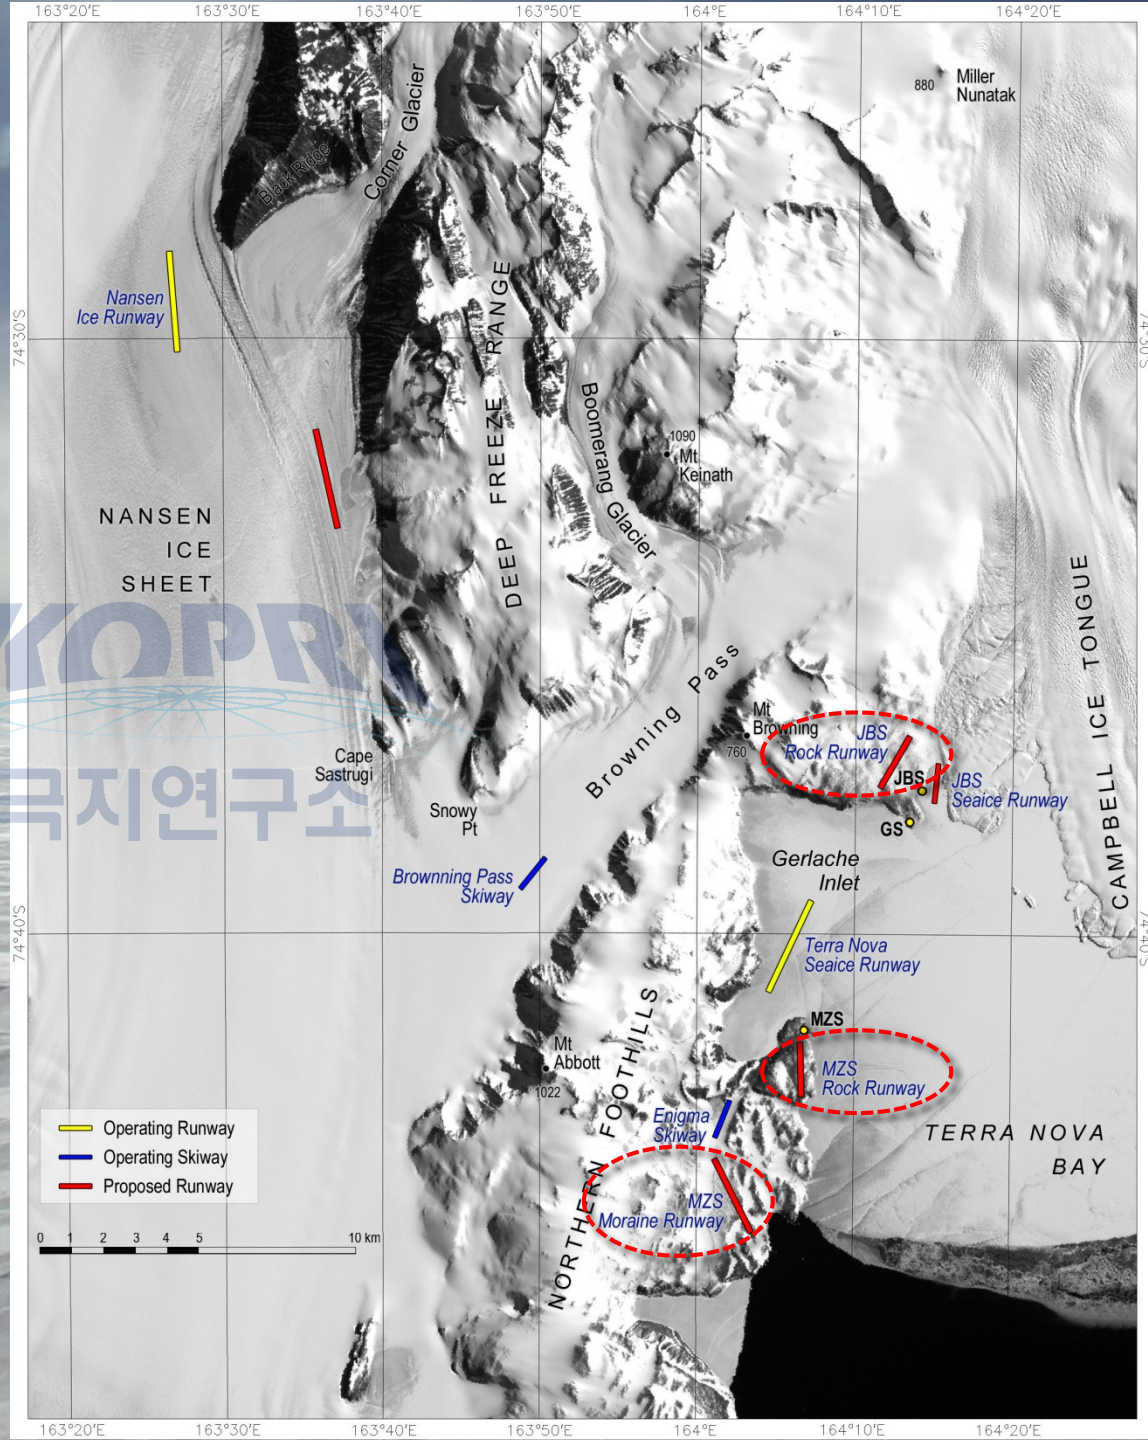 163°20'E
163°30'E
163°40'E
163°50'E
164°E
164°10'E
164°20'E
880
Miller
Nunatak
Corner Glacier
Black Ridge
Nansen
Ice Runway
74°30'S
74°30'S
DEEP FREEZE RANGE
Boomerang Glacier
1090
Mt
Keinath
NANSEN
ICE
SHEET
KOPRI
극지연구소
CAMPBELL ICE TONGUE
Browning Pass
Mt
Browning
760
JBS
Rock Runway
JBS
JBS
Seaice Runway
GS
Cape
Sastrugi
Snowy
Pt
Gerlache
Inlet
Brownning Pass
Skiway
74°40'S
74°40'S
Terra Nova
Seaice Runway
MZS
Mt
Abbott
1022
MZS
Rock Runway
NORTHERN FOOTHILLS
Enigma
Skiway
TERRA NOVA
BAY
MZS
Moraine Runway
Operating Runway
Operating Skiway
Proposed Runway
0 1 2 3 4 5 10 km
163°20'E
163°30'E
163°40'E
163°50'E
164°E
164°10'E
164°20'E